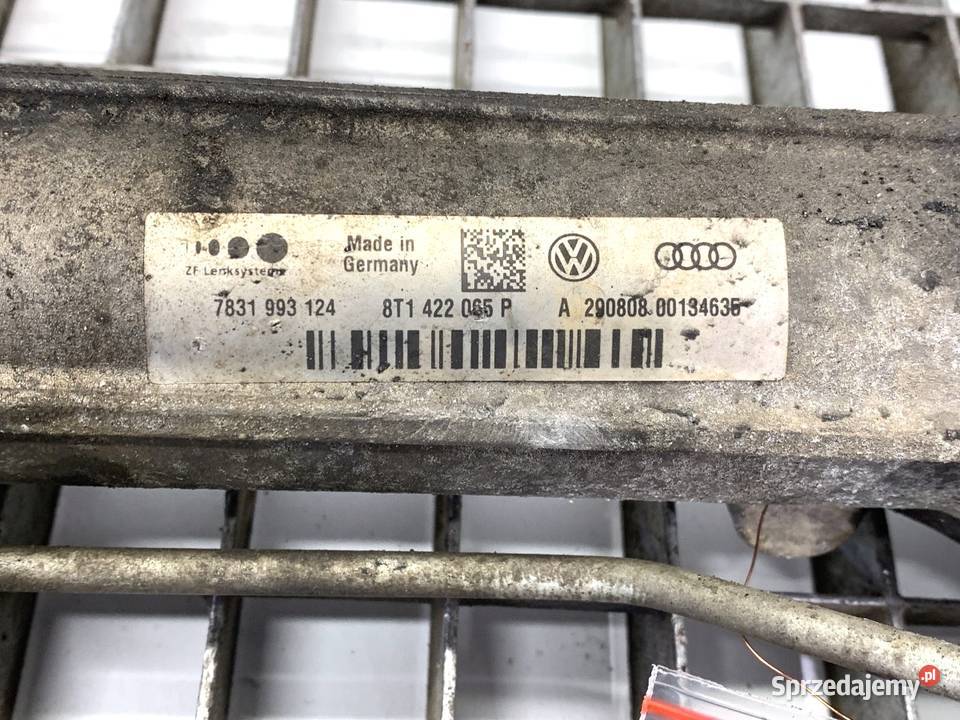 ZF Lenksysteme
Made in
Germany
7831 993 124 8T1 422 065 P A 290808 00134635
Sprzedajemy.pl